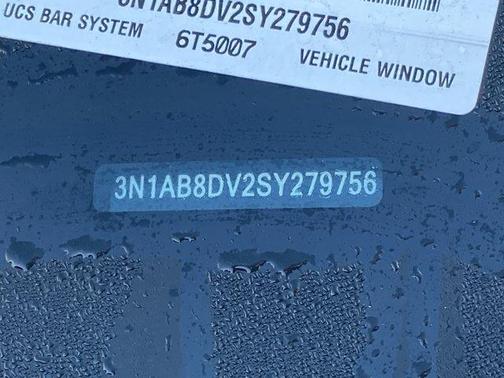 3N1AB8DV2SY279756
UCS BAR SYSTEM 6T5007 VEHICLE WINDOW
3N1AB8DV2SY279756